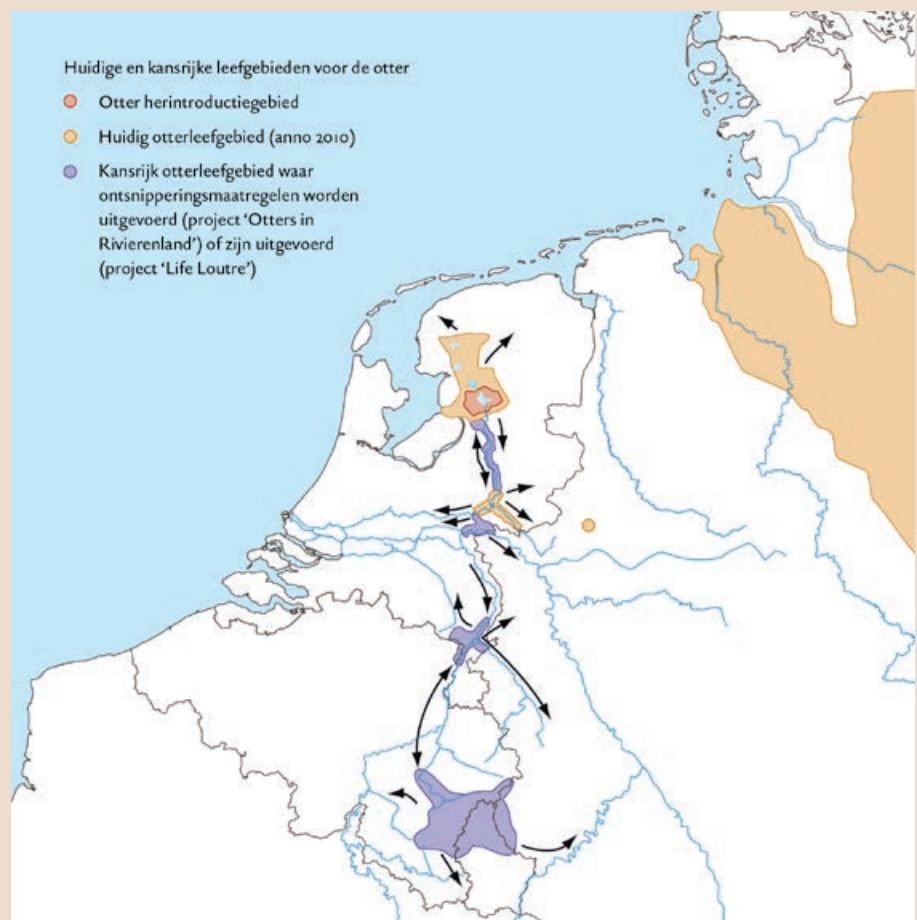 Huidige en kansrijke leefgebieden voor de otter
Otter herintroductiegebied
Huidig otterleefgebied (anno 2010)
Kansrijk otterleefgebied waar
ontsnipperingsmaatregelen worden
uitgevoerd (project ‘Otters in
Rivierenland’) of zijn uitgevoerd
(project ‘Life Loutre’)